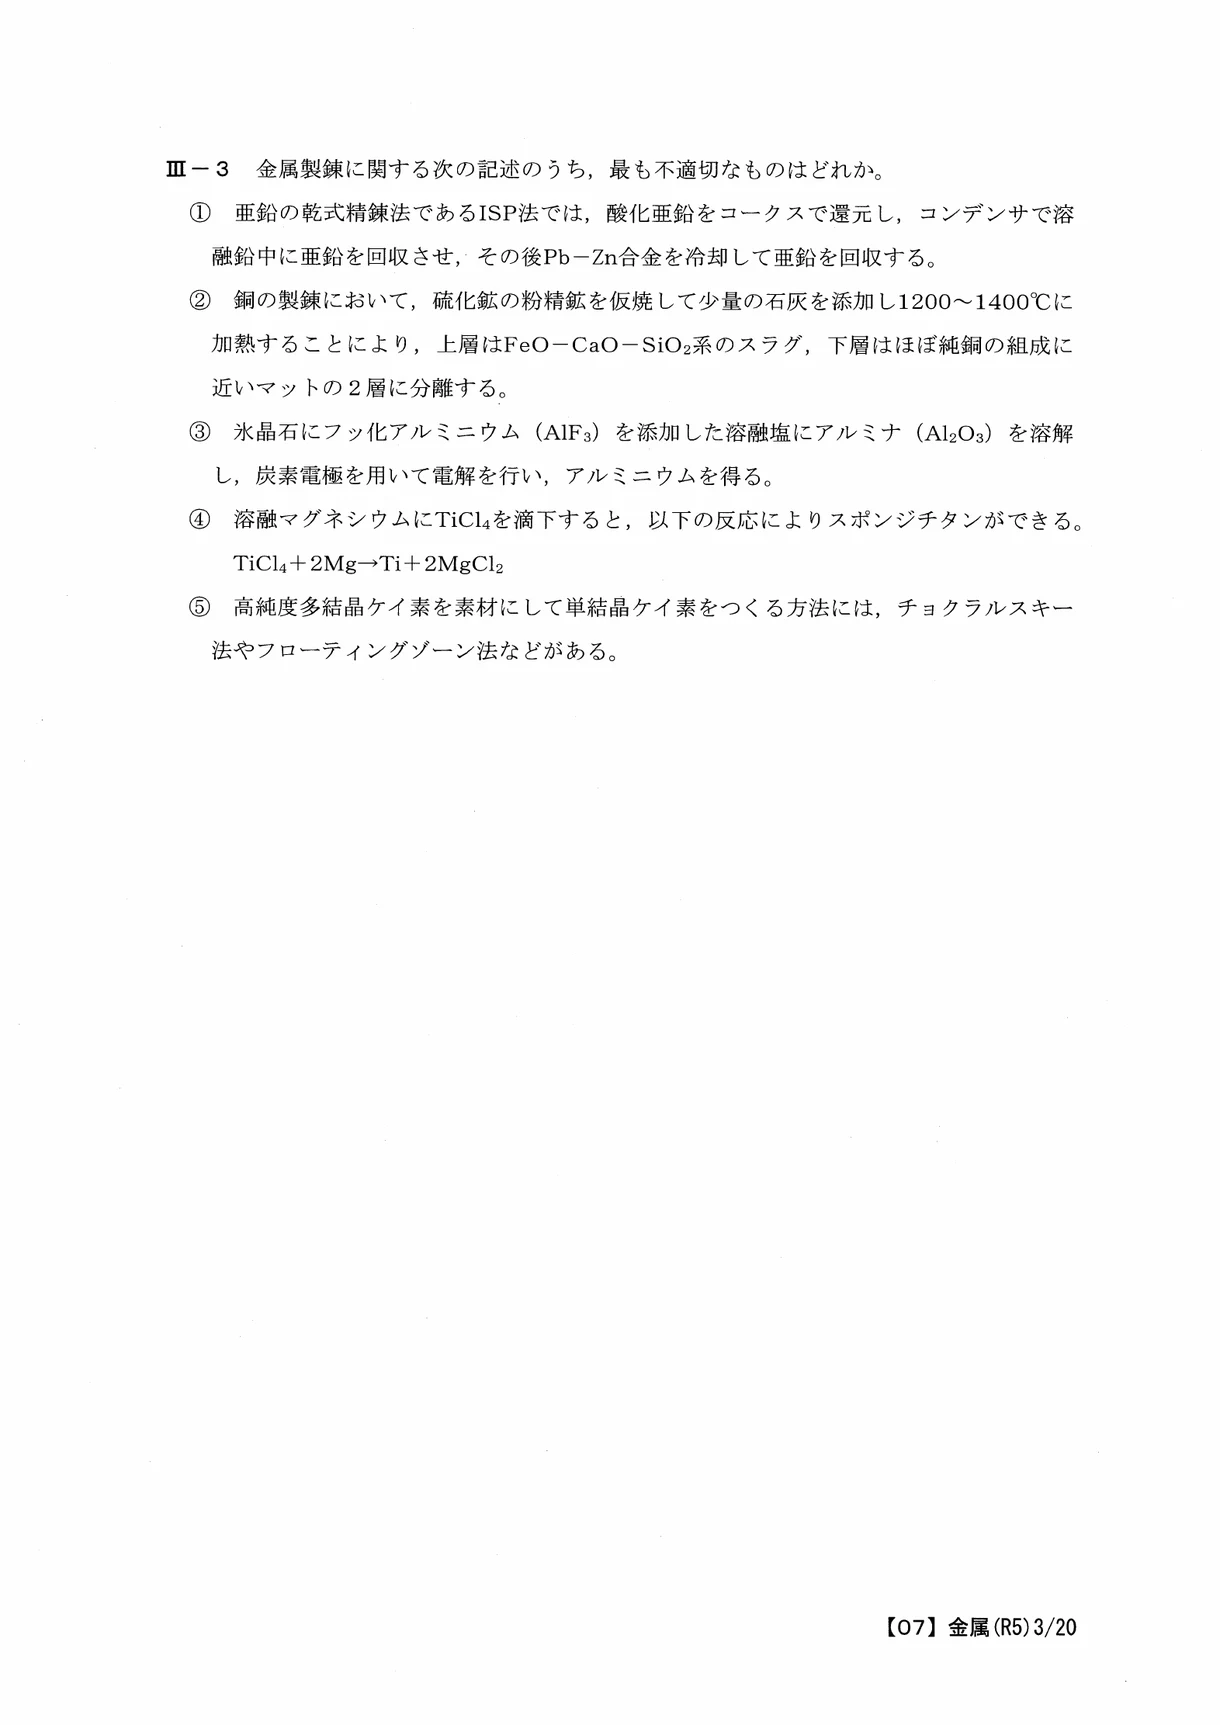 Ⅲ－３　金属製錬に関する次の記述のうち，最も不適切なものはどれか。
①　亜鉛の乾式精錬法であるISP法では，酸化亜鉛をコークスで還元し，コンデンサで溶
融鉛中に亜鉛を回収させ，その後Pb－Zn合金を冷却して亜鉛を回収する。
②　銅の製錬において，硫化鉱の粉精鉱を仮焼して少量の石灰を添加し1200～1400℃に
加熱することにより，上層はFeO－CaO－SiO₂系のスラグ，下層はほぼ純銅の組成に
近いマットの２層に分離する。
③　氷晶石にフッ化アルミニウム（AlF₃）を添加した溶融塩にアルミナ（Al₂O₃）を溶解
し，炭素電極を用いて電解を行い，アルミニウムを得る。
④　溶融マグネシウムにTiCl₄を滴下すると，以下の反応によりスポンジチタンができる。
TiCl₄＋2Mg→Ti＋2MgCl₂
⑤　高純度多結晶ケイ素を素材にして単結晶ケイ素をつくる方法には，チョクラルスキー
法やフローティングゾーン法などがある。
【07】金属(R5)3/20